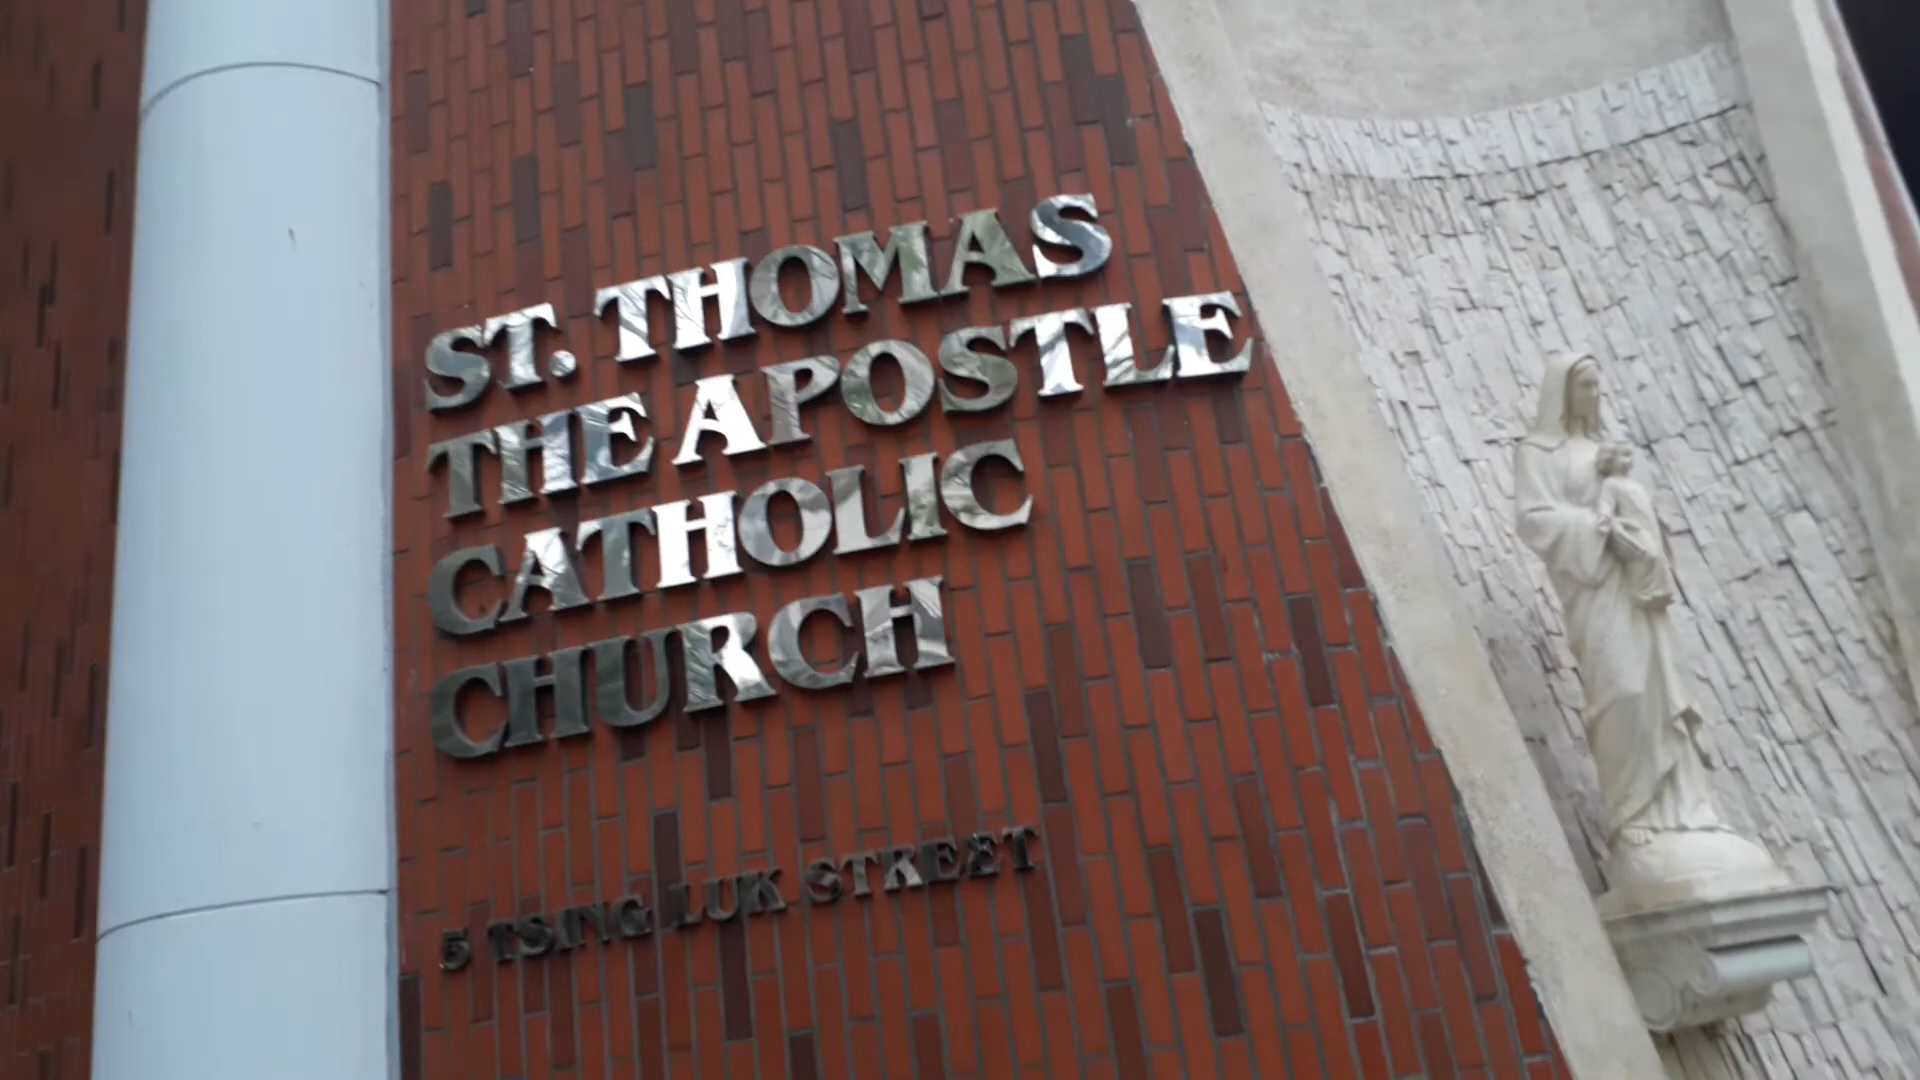 ST. THOMAS
THE APOSTLE
CATHOLIC
CHURCH
5 TSING LUK STREET